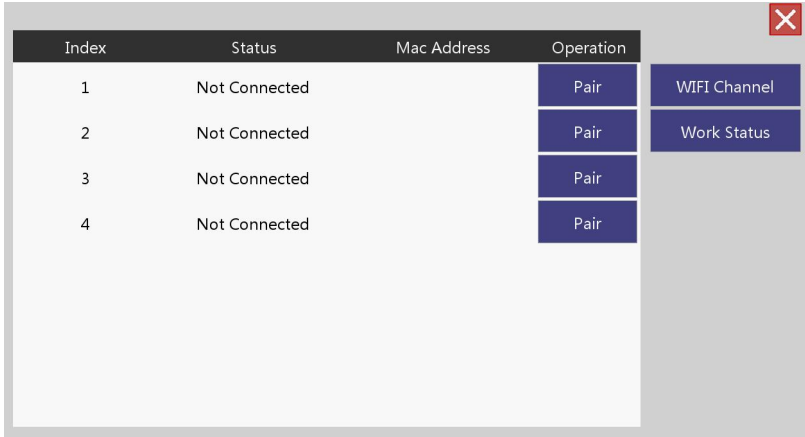 Index Status Mac Address Operation
1 Not Connected Pair WIFI Channel
2 Not Connected Pair Work Status
3 Not Connected Pair
4 Not Connected Pair